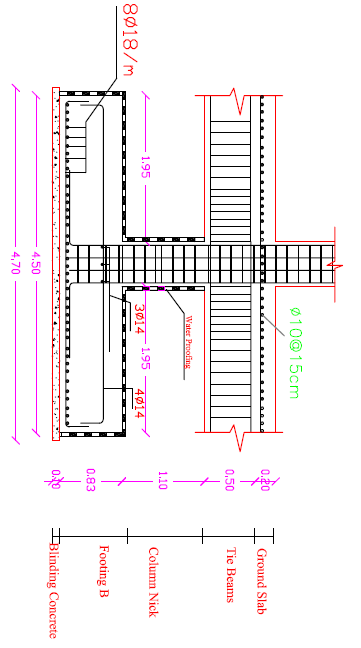 8Ø18/m
1.95
1.95
4.50
4.70
3Ø14
4Ø14
Water Proofing
Ø10@15cm
0.10
0.83
1.10
0.50
0.20
Blinding Concrete
Footing B
Column Nick
Tie Beams
Ground Slab